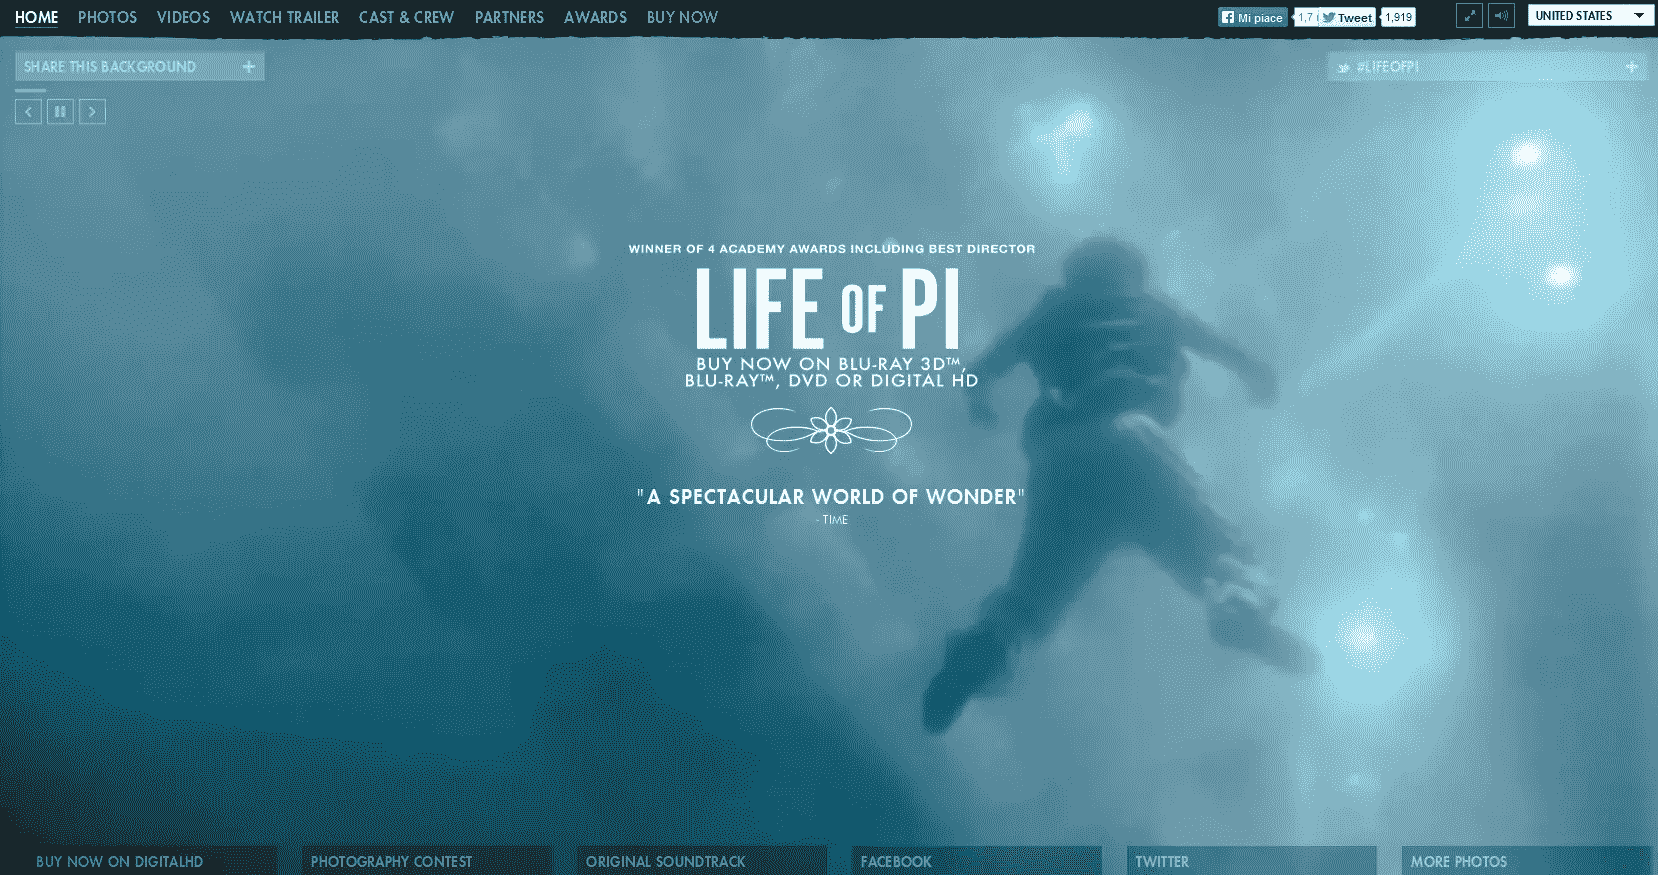 HOME PHOTOS VIDEOS WATCH TRAILER CAST & CREW PARTNERS AWARDS BUY NOW Mi piace 1,7 Tweet 1,919 UNITED STATES
SHARE THIS BACKGROUND +
#LIFEOFPI +
WINNER OF 4 ACADEMY AWARDS INCLUDING BEST DIRECTOR
LIFE OF PI
BUY NOW ON BLU-RAY 3D™,
BLU-RAY™, DVD OR DIGITAL HD
"A SPECTACULAR WORLD OF WONDER"
- TIME
BUY NOW ON DIGITALHD PHOTOGRAPHY CONTEST ORIGINAL SOUNDTRACK FACEBOOK TWITTER MORE PHOTOS